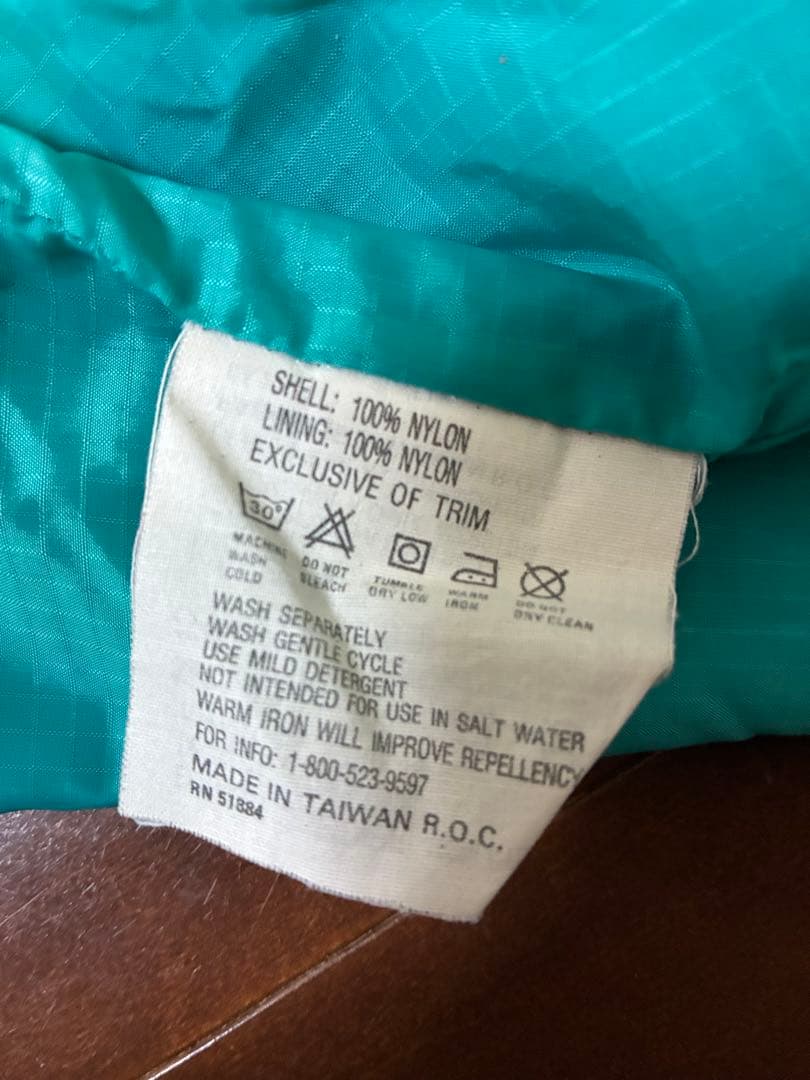 SHELL: 100% NYLON
LINING: 100% NYLON
EXCLUSIVE OF TRIM
30°
MACHINE WASH COLD
DO NOT BLEACH
TUMBLE DRY LOW
WARM IRON
DO NOT DRY CLEAN
WASH SEPARATELY
WASH GENTLE CYCLE
USE MILD DETERGENT
NOT INTENDED FOR USE IN SALT WATER
WARM IRON WILL IMPROVE REPELLENCY
FOR INFO: 1-800-523-9597
MADE IN TAIWAN R.O.C.
RN 51884